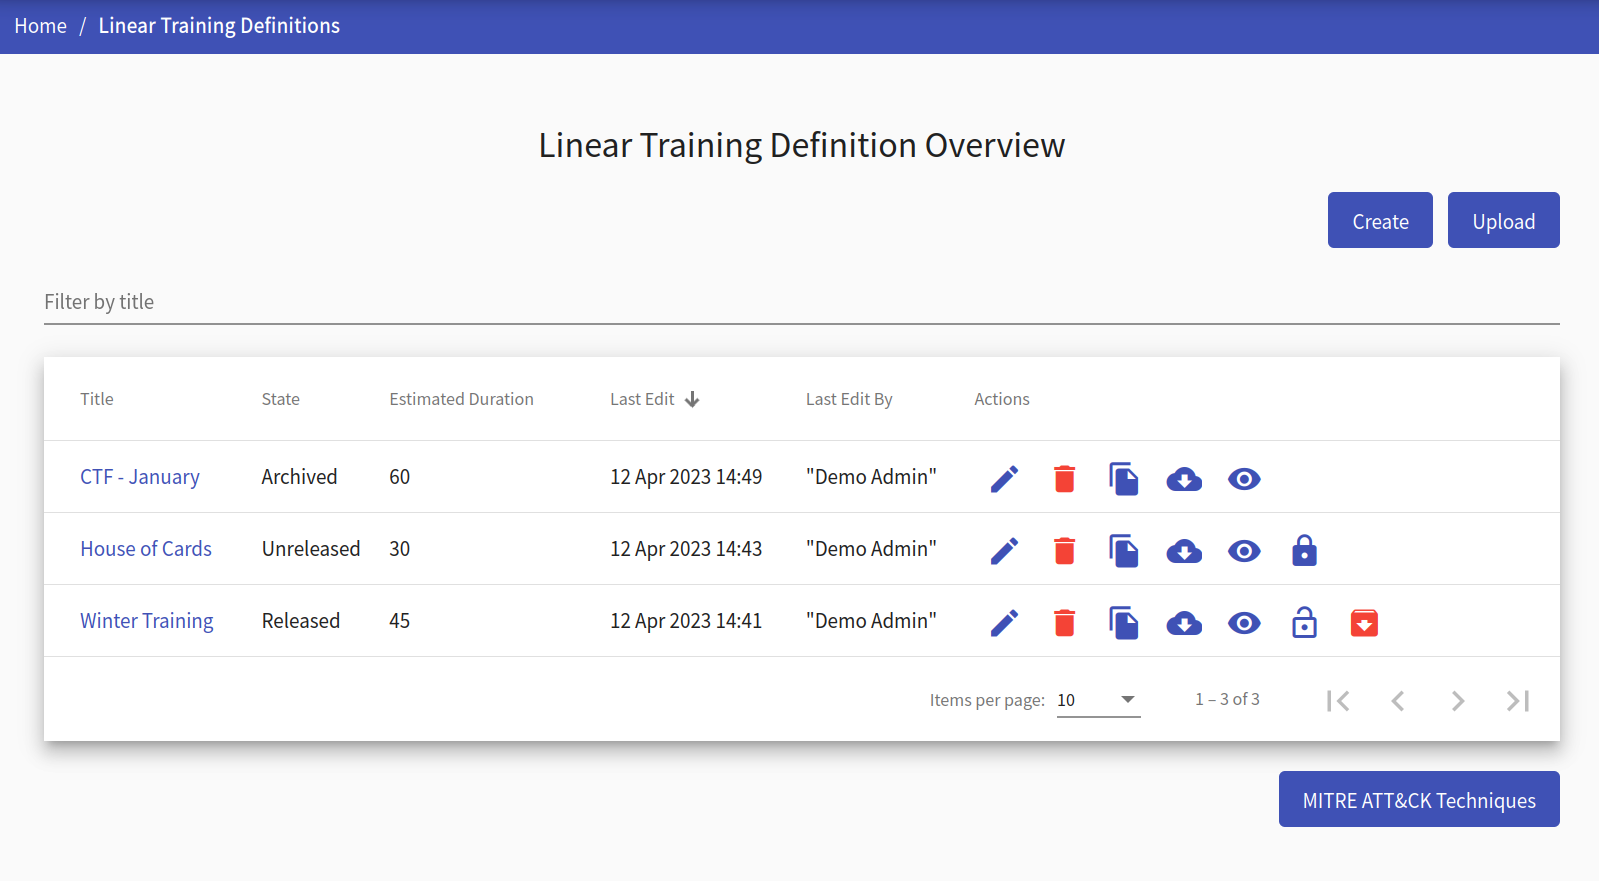 Home / Linear Training Definitions
Linear Training Definition Overview
Create Upload
Filter by title
Title State Estimated Duration Last Edit Last Edit By Actions
CTF - January Archived 60 12 Apr 2023 14:49 "Demo Admin"
House of Cards Unreleased 30 12 Apr 2023 14:43 "Demo Admin"
Winter Training Released 45 12 Apr 2023 14:41 "Demo Admin"
Items per page: 10 1 – 3 of 3
MITRE ATT&CK Techniques